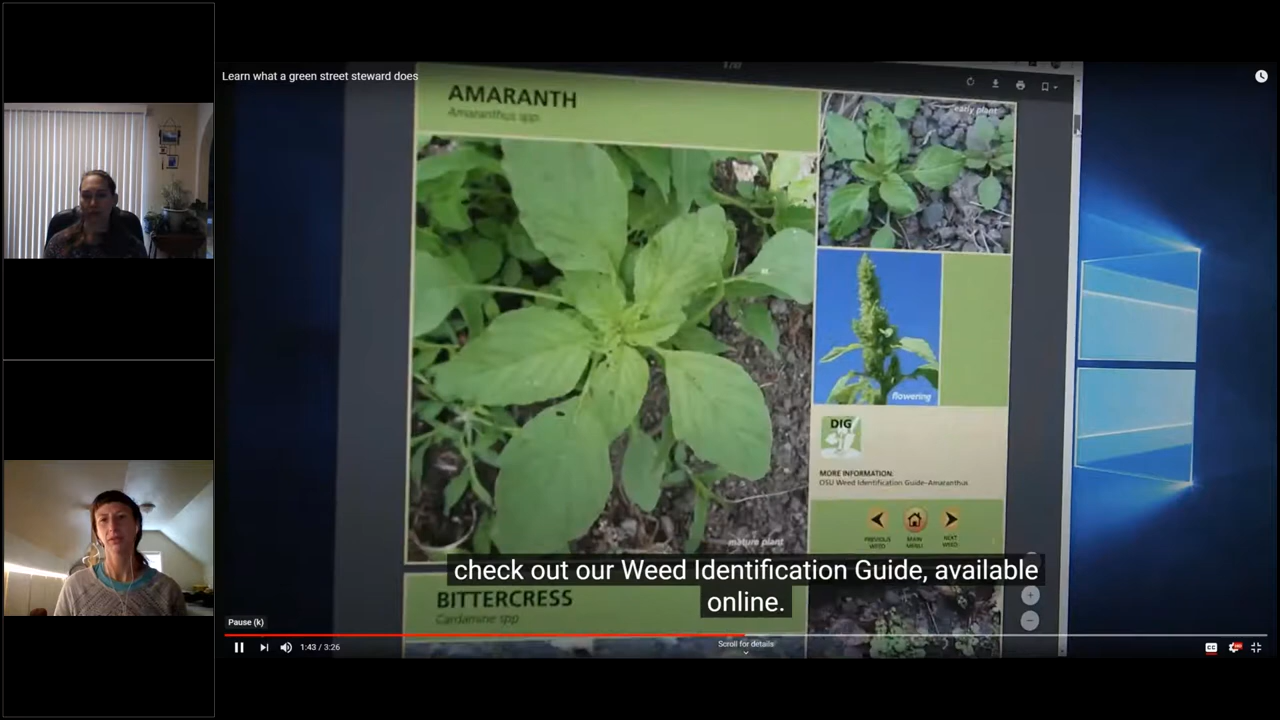 Learn what a green street steward does
AMARANTH
Amaranthus spp.
early plant
flowering
DIG
MORE INFORMATION:
OSU Weed Identification Guide–Amaranthus
PREVIOUS WEED
MAIN MENU
NEXT WEED
mature plant
check out our Weed Identification Guide, available
online.
BITTERCRESS
Cardamine spp
Pause (k)
1:43 / 3:26
Scroll for details
CC